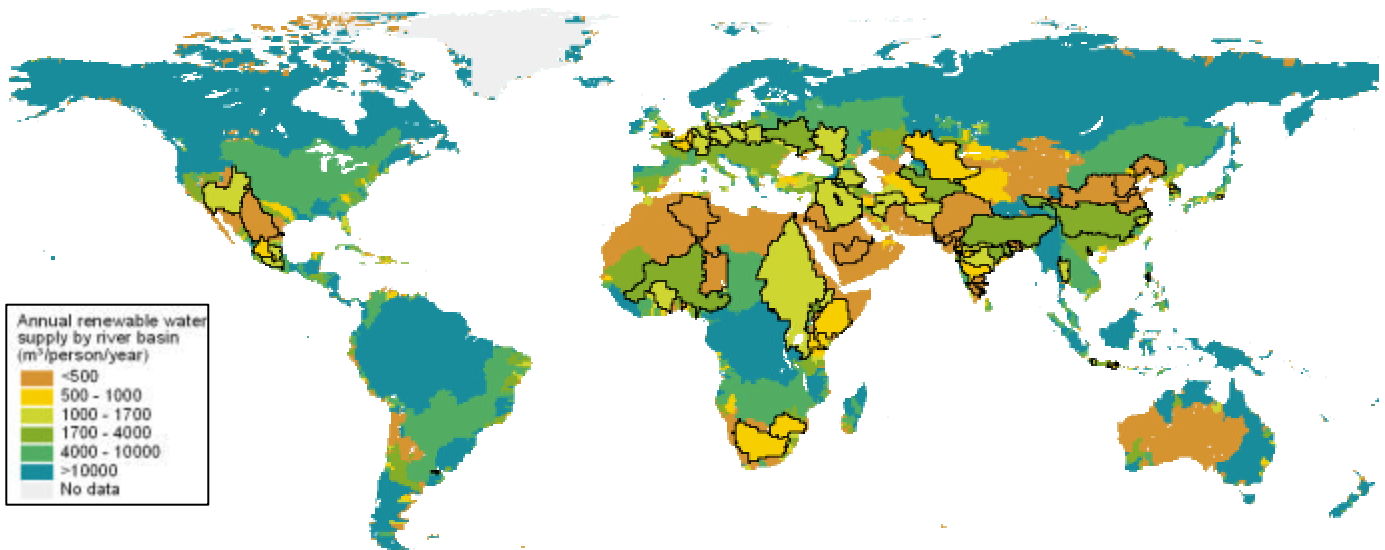 Annual renewable water
supply by river basin
(m³/person/year)
<500
500 - 1000
1000 - 1700
1700 - 4000
4000 - 10000
>10000
No data